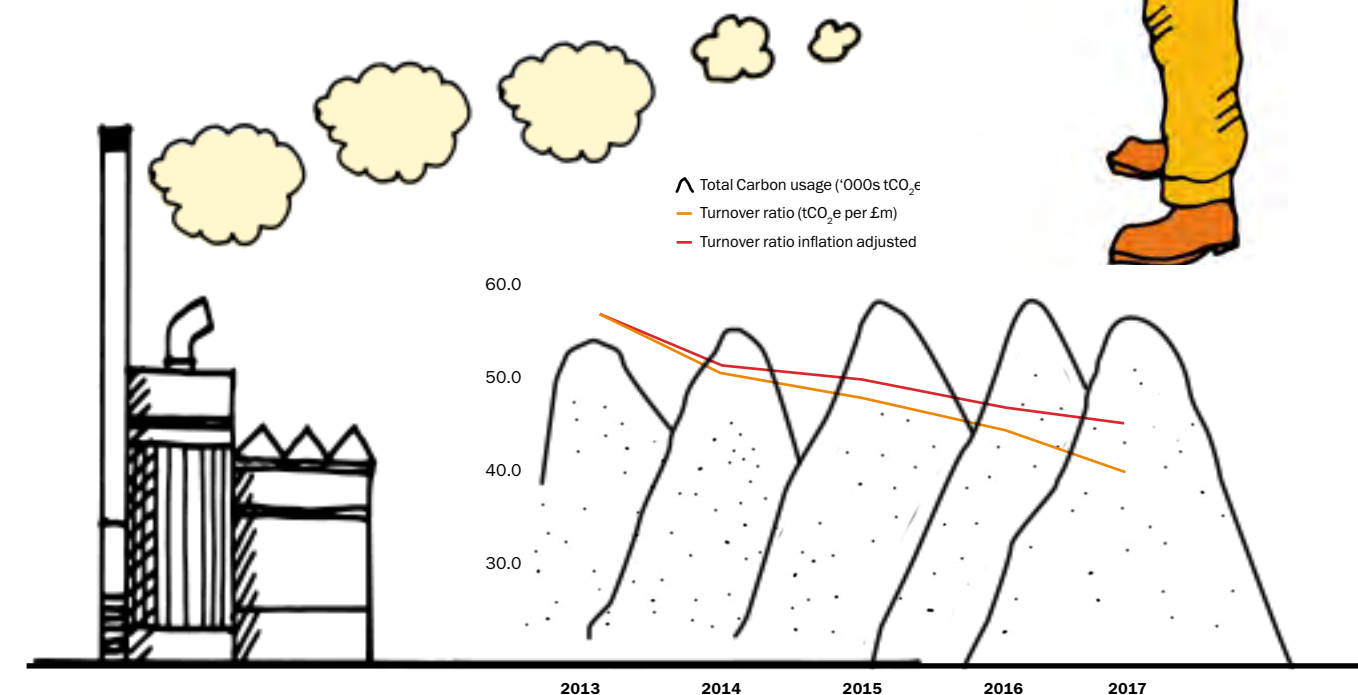 Total Carbon usage (‘000s tCO₂e
Turnover ratio (tCO₂e per £m)
Turnover ratio inflation adjusted
60.0
50.0
40.0
30.0
2013 2014 2015 2016 2017